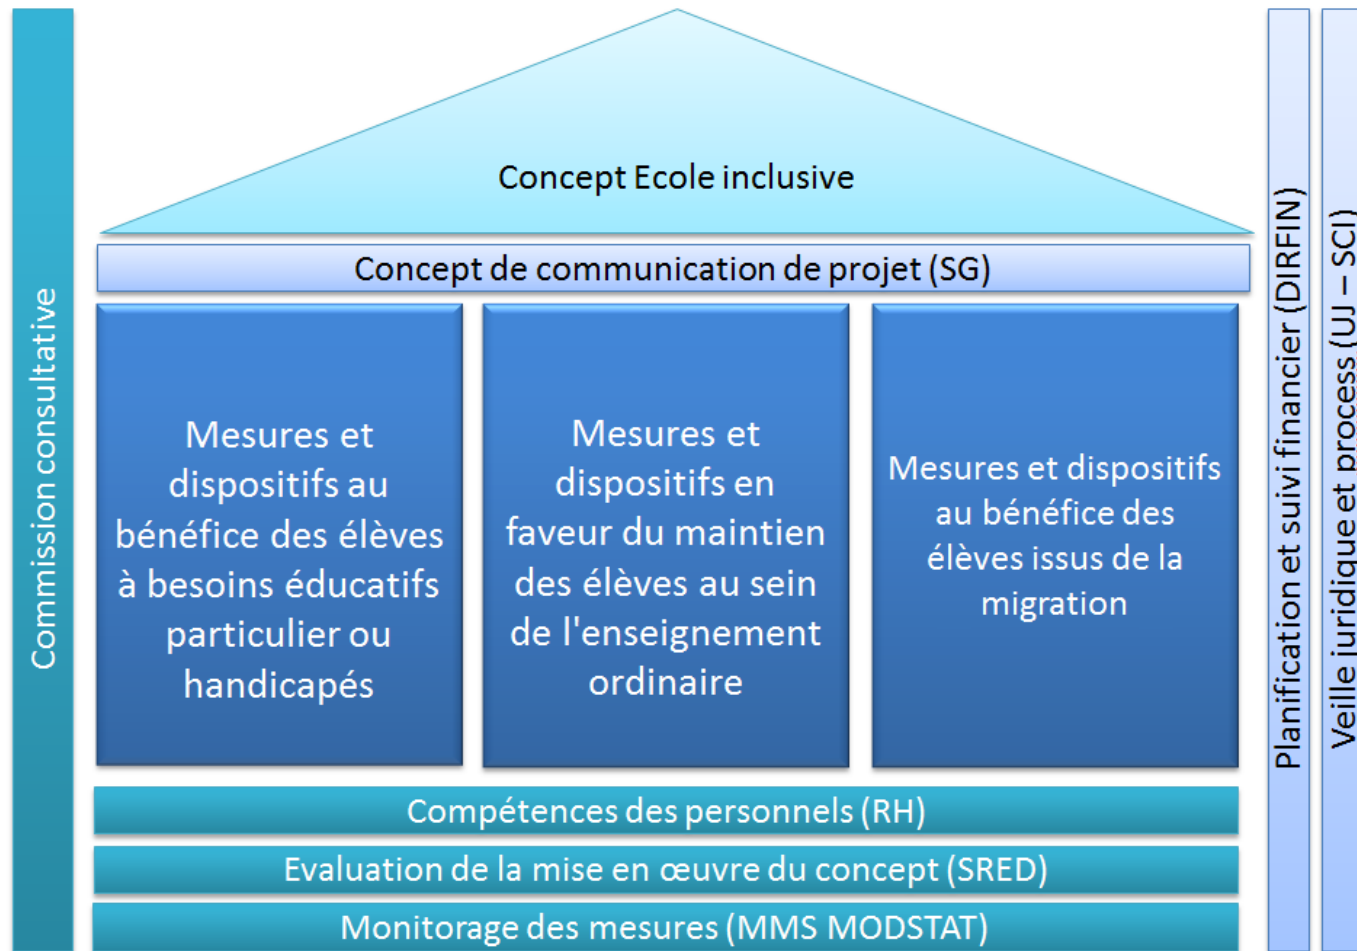 Commission consultative
Concept Ecole inclusive
Concept de communication de projet (SG)
Mesures et
dispositifs au
bénéfice des élèves
à besoins éducatifs
particulier ou
handicapés
Mesures et
dispositifs en
faveur du maintien
des élèves au sein
de l'enseignement
ordinaire
Mesures et dispositifs
au bénéfice des
élèves issus de la
migration
Compétences des personnels (RH)
Evaluation de la mise en œuvre du concept (SRED)
Monitorage des mesures (MMS MODSTAT)
Planification et suivi financier (DIRFIN)
Veille juridique et process (UJ – SCI)